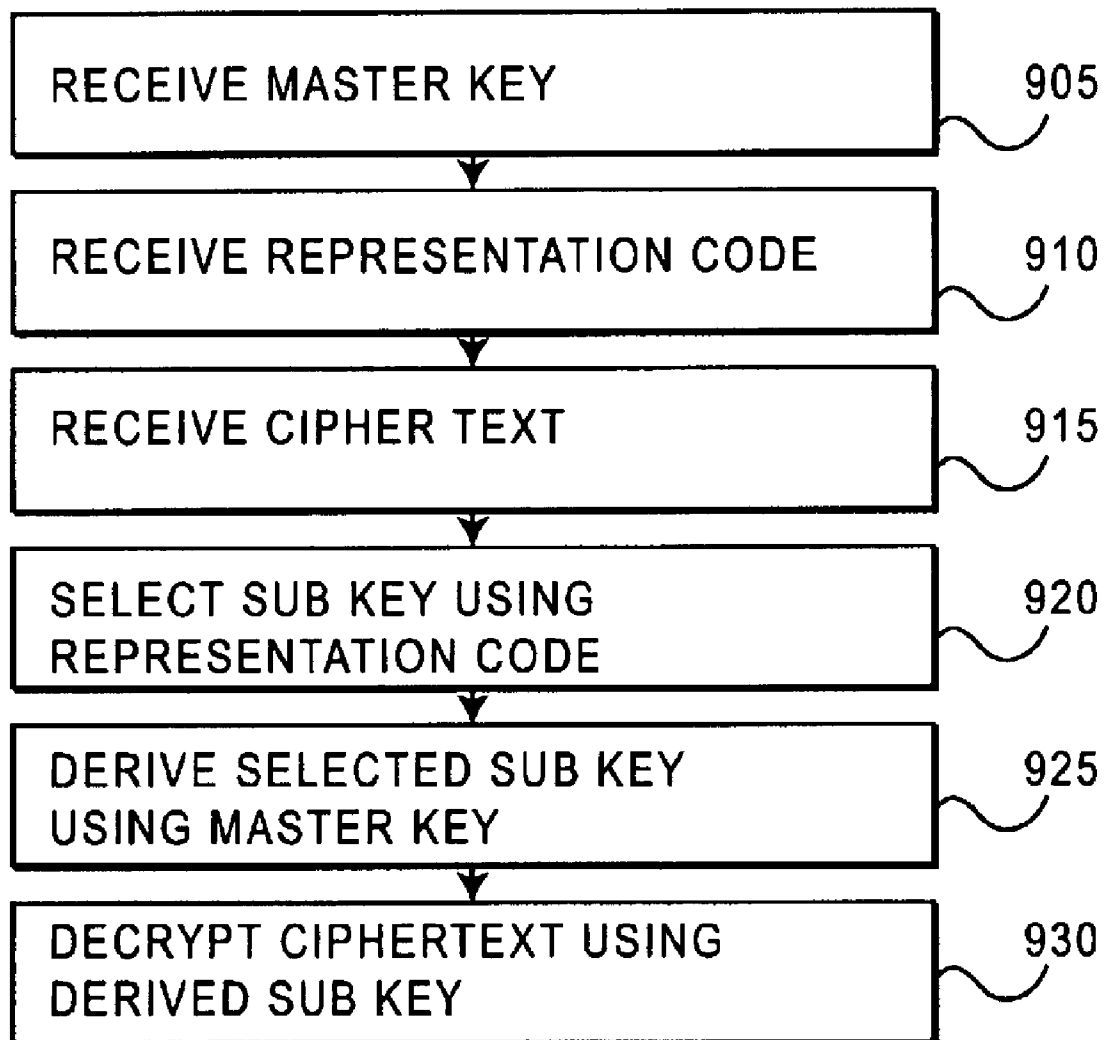 RECEIVE MASTER KEY
905
RECEIVE REPRESENTATION CODE
910
RECEIVE CIPHER TEXT
915
SELECT SUB KEY USING
REPRESENTATION CODE
920
DERIVE SELECTED SUB KEY
USING MASTER KEY
925
DECRYPT CIPHERTEXT USING
DERIVED SUB KEY
930